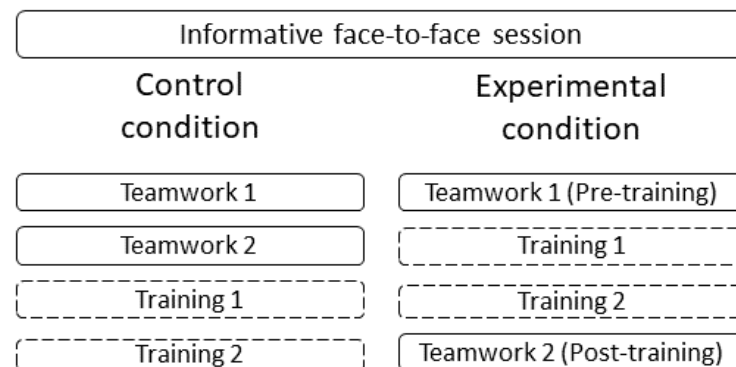 Informative face-to-face session
Control
condition
Experimental
condition
Teamwork 1
Teamwork 1 (Pre-training)
Teamwork 2
Training 1
Training 1
Training 2
Training 2
Teamwork 2 (Post-training)